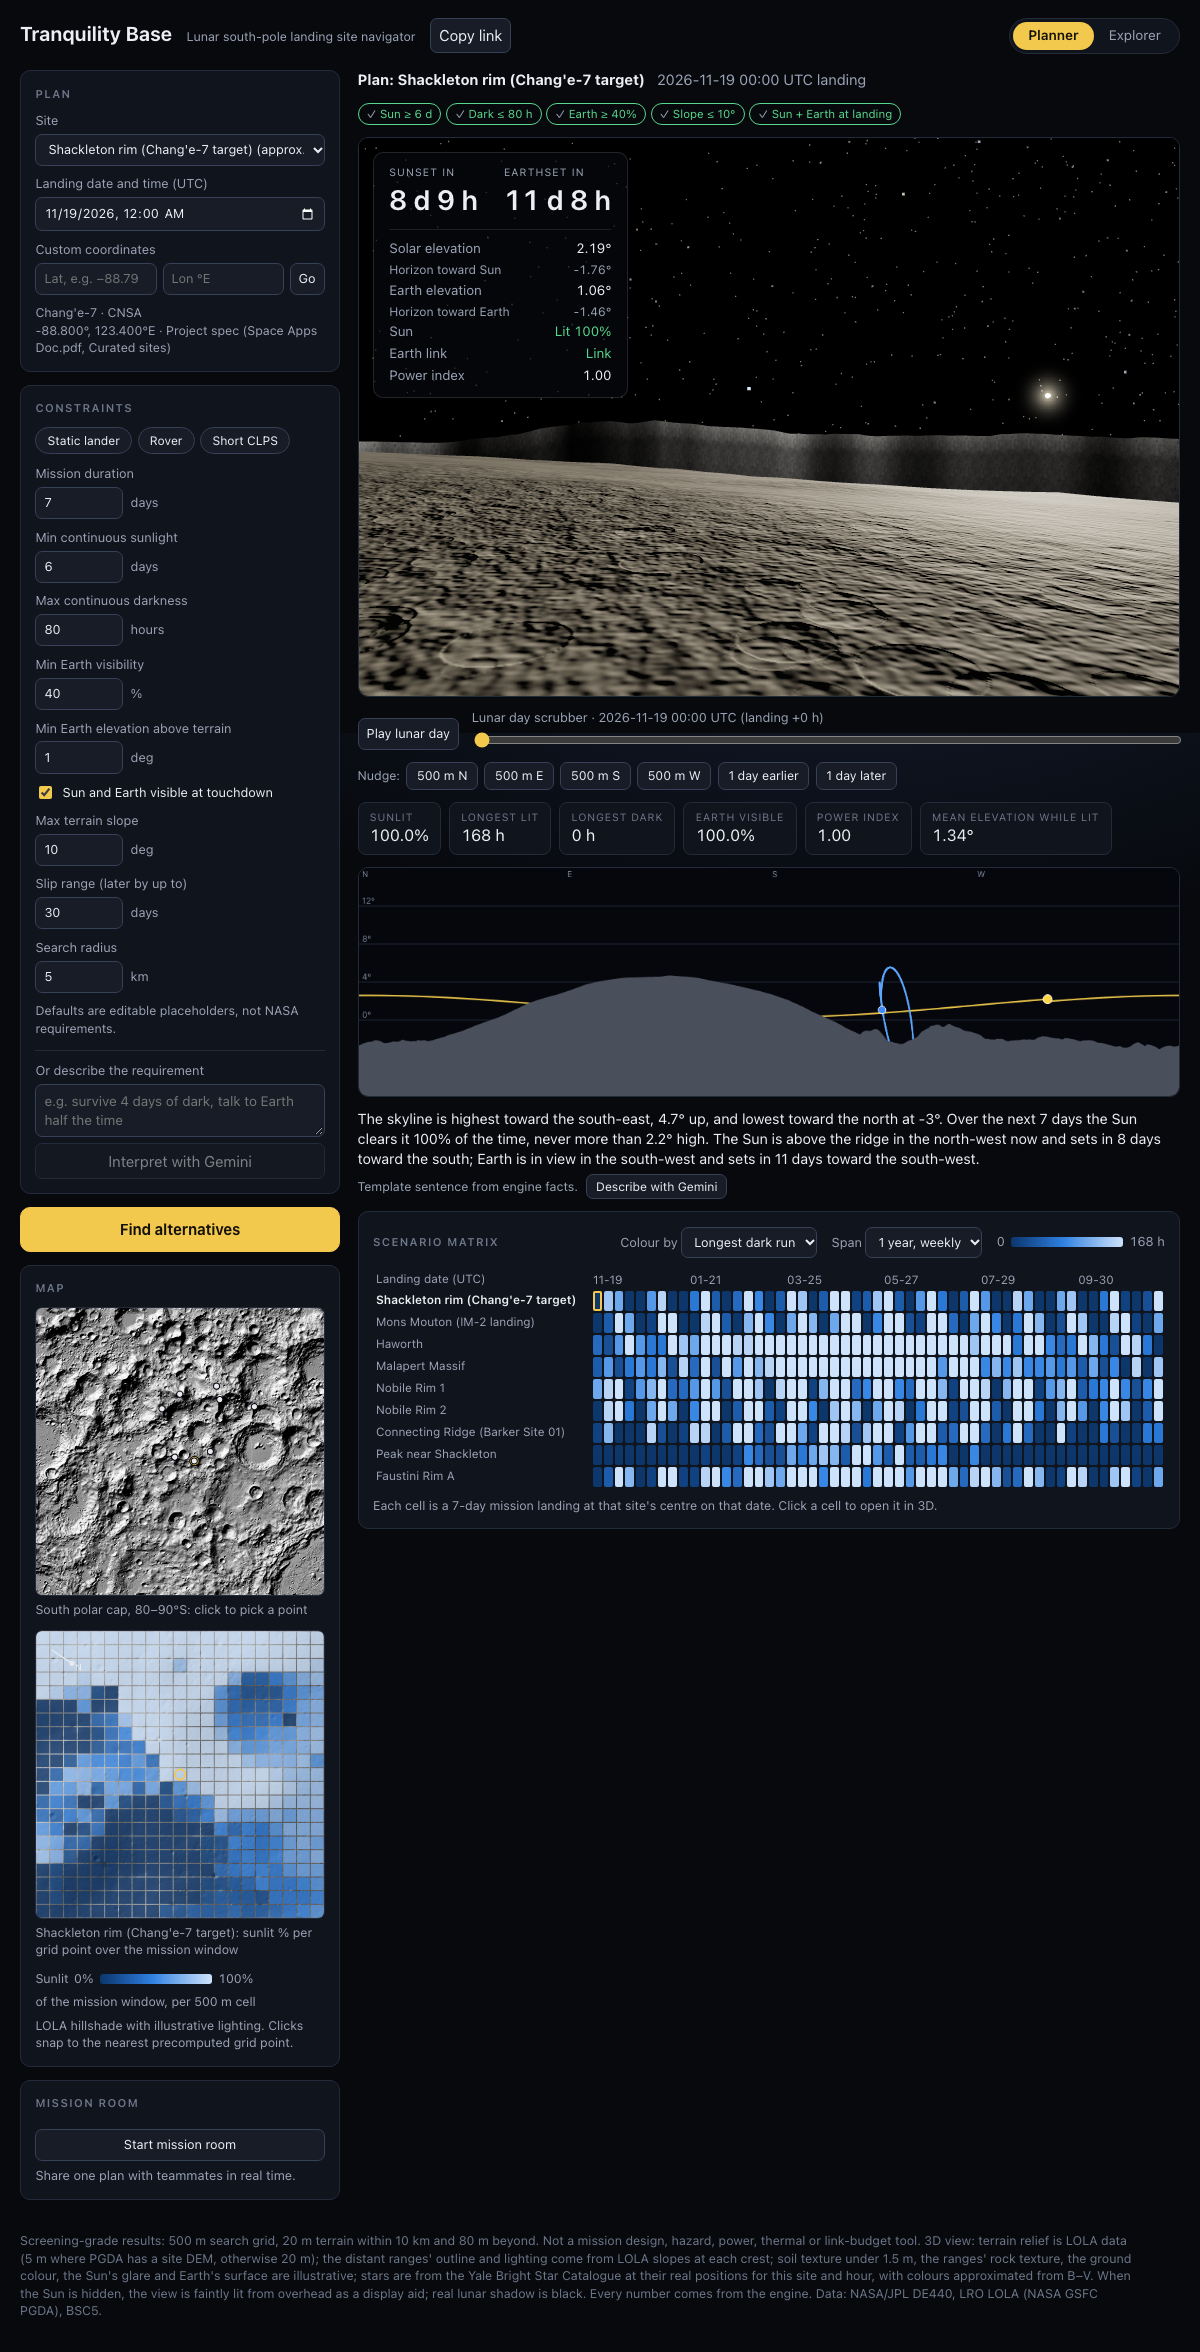 Tranquility Base
Lunar south-pole landing site navigator
Copy link
Planner
Explorer
PLAN
Site
Shackleton rim (Chang'e-7 target) (approx.
Landing date and time (UTC)
11/19/2026, 12:00 AM
Custom coordinates
Lat, e.g. −88.79
Lon °E
Go
Chang'e-7 · CNSA
-88.800°, 123.400°E · Project spec (Space Apps
Doc.pdf, Curated sites)
CONSTRAINTS
Static lander
Rover
Short CLPS
Mission duration
7 days
Min continuous sunlight
6 days
Max continuous darkness
80 hours
Min Earth visibility
40 %
Min Earth elevation above terrain
1 deg
Sun and Earth visible at touchdown
Max terrain slope
10 deg
Slip range (later by up to)
30 days
Search radius
5 km
Defaults are editable placeholders, not NASA
requirements.
Or describe the requirement
e.g. survive 4 days of dark, talk to Earth
half the time
Interpret with Gemini
Find alternatives
MAP
South polar cap, 80–90°S: click to pick a point
Shackleton rim (Chang'e-7 target): sunlit % per
grid point over the mission window
Sunlit 0% 100%
of the mission window, per 500 m cell
LOLA hillshade with illustrative lighting. Clicks
snap to the nearest precomputed grid point.
MISSION ROOM
Start mission room
Share one plan with teammates in real time.
Plan: Shackleton rim (Chang'e-7 target) 2026-11-19 00:00 UTC landing
✓ Sun ≥ 6 d
✓ Dark ≤ 80 h
✓ Earth ≥ 40%
✓ Slope ≤ 10°
✓ Sun + Earth at landing
SUNSET IN
8 d 9 h
EARTHSET IN
11 d 8 h
Solar elevation 2.19°
Horizon toward Sun -1.76°
Earth elevation 1.06°
Horizon toward Earth -1.46°
Sun Lit 100%
Earth link Link
Power index 1.00
Play lunar day
Lunar day scrubber · 2026-11-19 00:00 UTC (landing +0 h)
Nudge:
500 m N
500 m E
500 m S
500 m W
1 day earlier
1 day later
SUNLIT
100.0%
LONGEST LIT
168 h
LONGEST DARK
0 h
EARTH VISIBLE
100.0%
POWER INDEX
1.00
MEAN ELEVATION WHILE LIT
1.34°
N E S W
12°
8°
4°
0°
The skyline is highest toward the south-east, 4.7° up, and lowest toward the north at -3°. Over the next 7 days the Sun
clears it 100% of the time, never more than 2.2° high. The Sun is above the ridge in the north-west now and sets in 8 days
toward the south; Earth is in view in the south-west and sets in 11 days toward the south-west.
Template sentence from engine facts.
Describe with Gemini
SCENARIO MATRIX
Colour by Longest dark run
Span 1 year, weekly
0 168 h
Landing date (UTC) 11-19 01-21 03-25 05-27 07-29 09-30
Shackleton rim (Chang'e-7 target)
Mons Mouton (IM-2 landing)
Haworth
Malapert Massif
Nobile Rim 1
Nobile Rim 2
Connecting Ridge (Barker Site 01)
Peak near Shackleton
Faustini Rim A
Each cell is a 7-day mission landing at that site's centre on that date. Click a cell to open it in 3D.
Screening-grade results: 500 m search grid, 20 m terrain within 10 km and 80 m beyond. Not a mission design, hazard, power, thermal or link-budget tool. 3D view: terrain relief is LOLA data
(5 m where PGDA has a site DEM, otherwise 20 m); the distant ranges' outline and lighting come from LOLA slopes at each crest; soil texture under 1.5 m, the ranges' rock texture, the ground
colour, the Sun's glare and Earth's surface are illustrative; stars are from the Yale Bright Star Catalogue at their real positions for this site and hour, with colours approximated from B−V. When
the Sun is hidden, the view is faintly lit from overhead as a display aid; real lunar shadow is black. Every number comes from the engine. Data: NASA/JPL DE440, LRO LOLA (NASA GSFC
PGDA), BSC5.